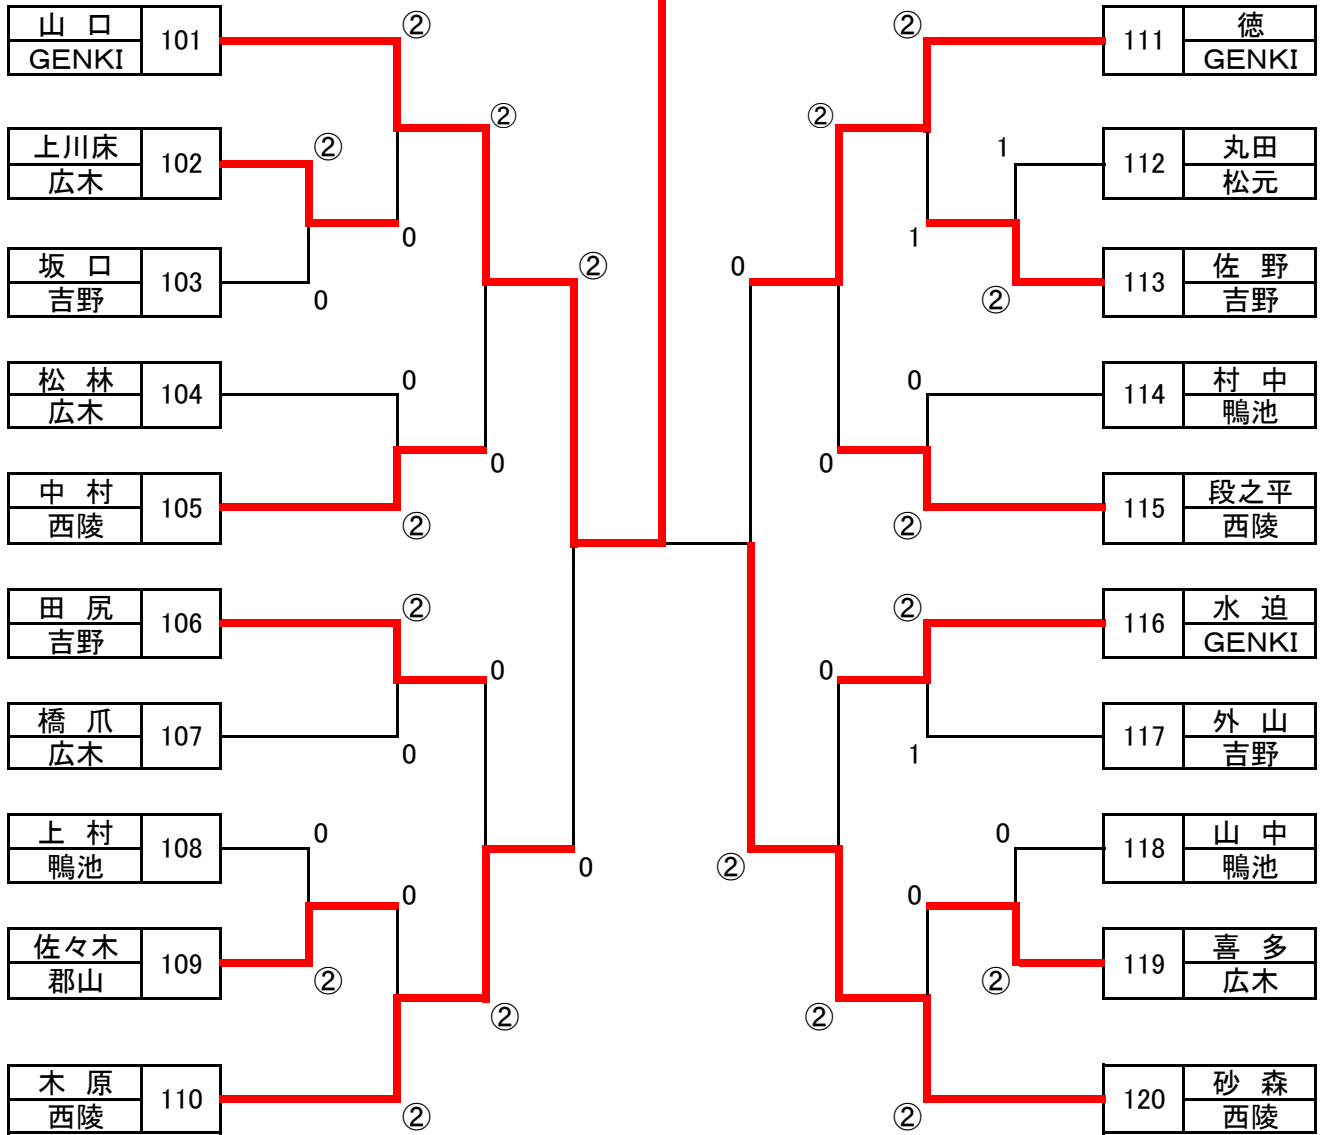 ② ②
山 口 101 111 徳
GENKI GENKI
② ②
上川床 102 ② 1 112 丸田
広木 松元
0 1
坂 口 103 ② 0 113 佐 野
吉野 0 ② 吉野
松 林 104 0 0 114 村 中
広木 鴨池
0 0
中 村 105 115 段之平
西陵 ② ② 西陵
田 尻 106 ② ② 116 水 迫
吉野 GENKI
0 0
橋 爪 107 117 外 山
広木 0 1 吉野
上 村 108 0 0 118 山 中
鴨池 0 ② 鴨池
0 0
佐々木 109 119 喜 多
郡山 ② ② 広木
② ②
木 原 110 120 砂 森
西陵 ② ② 西陵